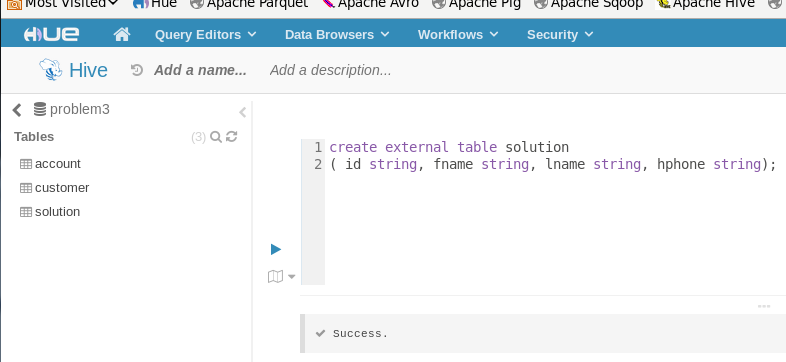 Most Visited Hue Apache Parquet Apache Avro Apache Pig Apache Sqoop Apache Hive
HUE Query Editors Data Browsers Workflows Security
Hive Add a name... Add a description...
problem3
Tables (3)
account
customer
solution
1 create external table solution
2 ( id string, fname string, lname string, hphone string);
Success.